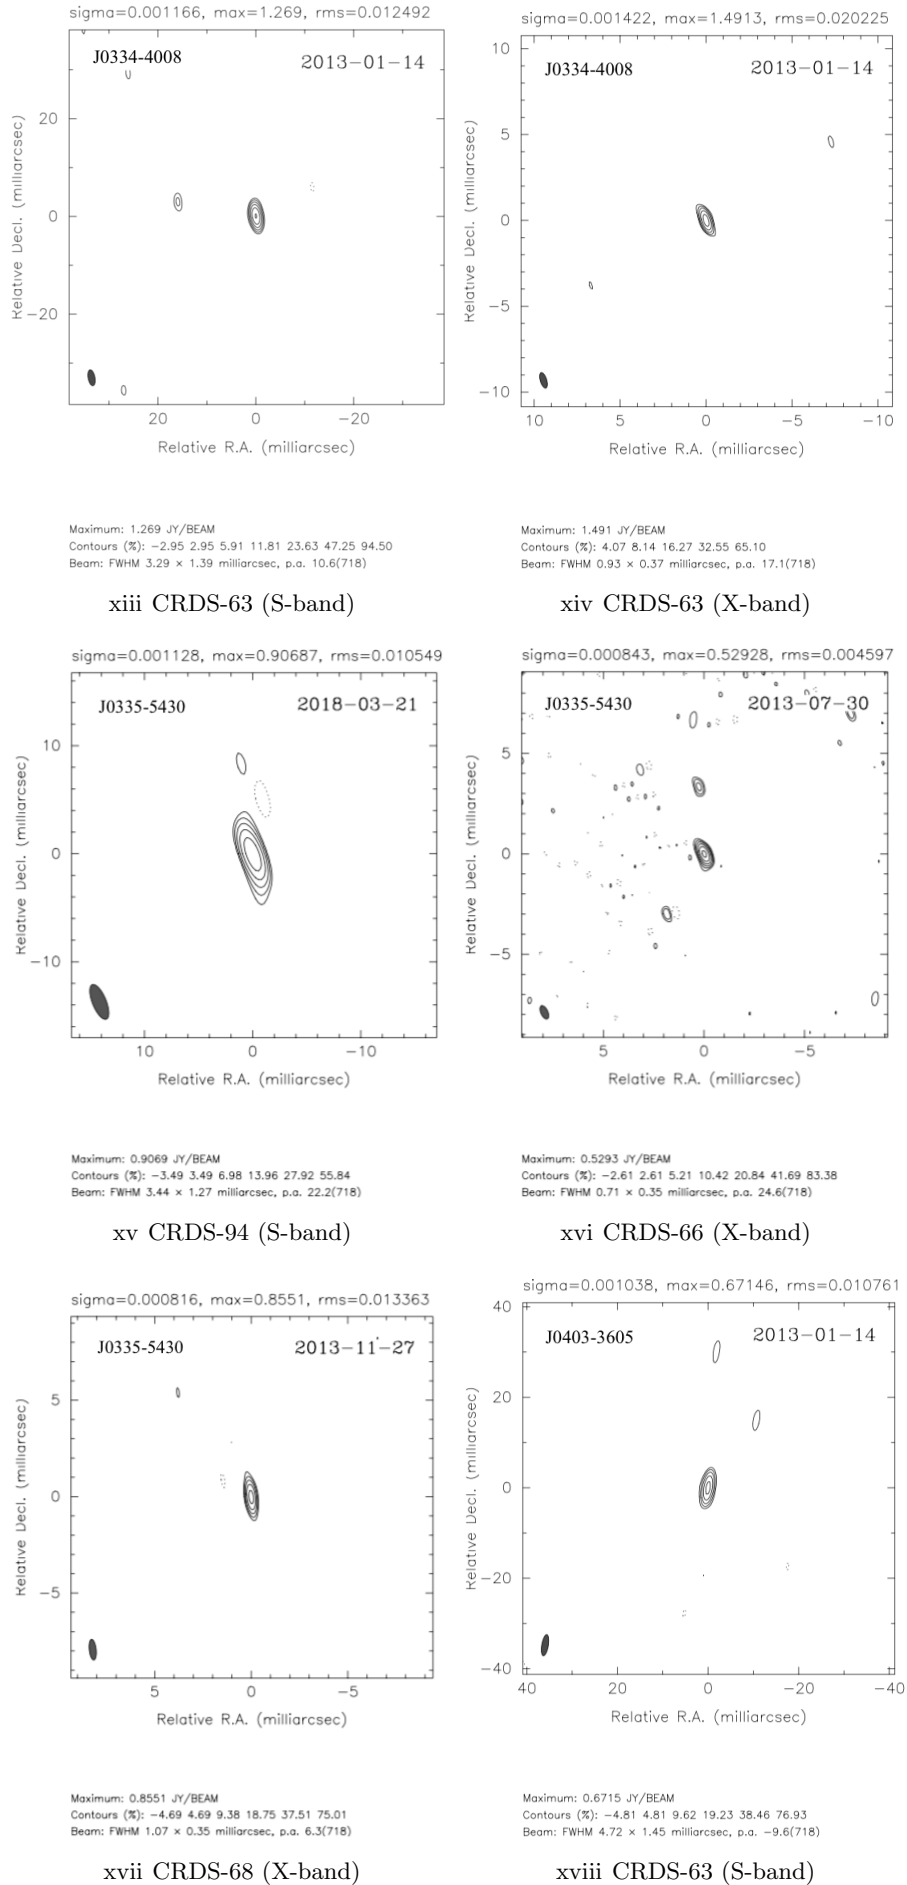 sigma=0.001166, max=1.269, rms=0.012492
J0334-4008
2013-01-14
20
0
−20
Relative Decl. (milliarcsec)
20
0
−20
Relative R.A. (milliarcsec)
Maximum: 1.269 JY/BEAM
Contours (%): −2.95 2.95 5.91 11.81 23.63 47.25 94.50
Beam: FWHM 3.29 × 1.39 milliarcsec, p.a. 10.6(718)
xiii CRDS-63 (S-band)
sigma=0.001422, max=1.4913, rms=0.020225
J0334-4008
2013-01-14
10
5
0
−5
−10
Relative Decl. (milliarcsec)
10
5
0
−5
−10
Relative R.A. (milliarcsec)
Maximum: 1.491 JY/BEAM
Contours (%): 4.07 8.14 16.27 32.55 65.10
Beam: FWHM 0.93 × 0.37 milliarcsec, p.a. 17.1(718)
xiv CRDS-63 (X-band)
sigma=0.001128, max=0.90687, rms=0.010549
J0335-5430
2018-03-21
10
0
−10
Relative Decl. (milliarcsec)
10
0
−10
Relative R.A. (milliarcsec)
Maximum: 0.9069 JY/BEAM
Contours (%): −3.49 3.49 6.98 13.96 27.92 55.84
Beam: FWHM 3.44 × 1.27 milliarcsec, p.a. 22.2(718)
xv CRDS-94 (S-band)
sigma=0.000843, max=0.52928, rms=0.004597
J0335-5430
2013-07-30
5
0
−5
Relative Decl. (milliarcsec)
5
0
−5
Relative R.A. (milliarcsec)
Maximum: 0.5293 JY/BEAM
Contours (%): −2.61 2.61 5.21 10.42 20.84 41.69 83.38
Beam: FWHM 0.71 × 0.35 milliarcsec, p.a. 24.6(718)
xvi CRDS-66 (X-band)
sigma=0.000816, max=0.8551, rms=0.013363
J0335-5430
2013-11-27
5
0
−5
Relative Decl. (milliarcsec)
5
0
−5
Relative R.A. (milliarcsec)
Maximum: 0.8551 JY/BEAM
Contours (%): −4.69 4.69 9.38 18.75 37.51 75.01
Beam: FWHM 1.07 × 0.35 milliarcsec, p.a. 6.3(718)
xvii CRDS-68 (X-band)
sigma=0.001038, max=0.67146, rms=0.010761
J0403-3605
2013-01-14
40
20
0
−20
−40
Relative Decl. (milliarcsec)
40
20
0
−20
−40
Relative R.A. (milliarcsec)
Maximum: 0.6715 JY/BEAM
Contours (%): −4.81 4.81 9.62 19.23 38.46 76.93
Beam: FWHM 4.72 × 1.45 milliarcsec, p.a. −9.6(718)
xviii CRDS-63 (S-band)